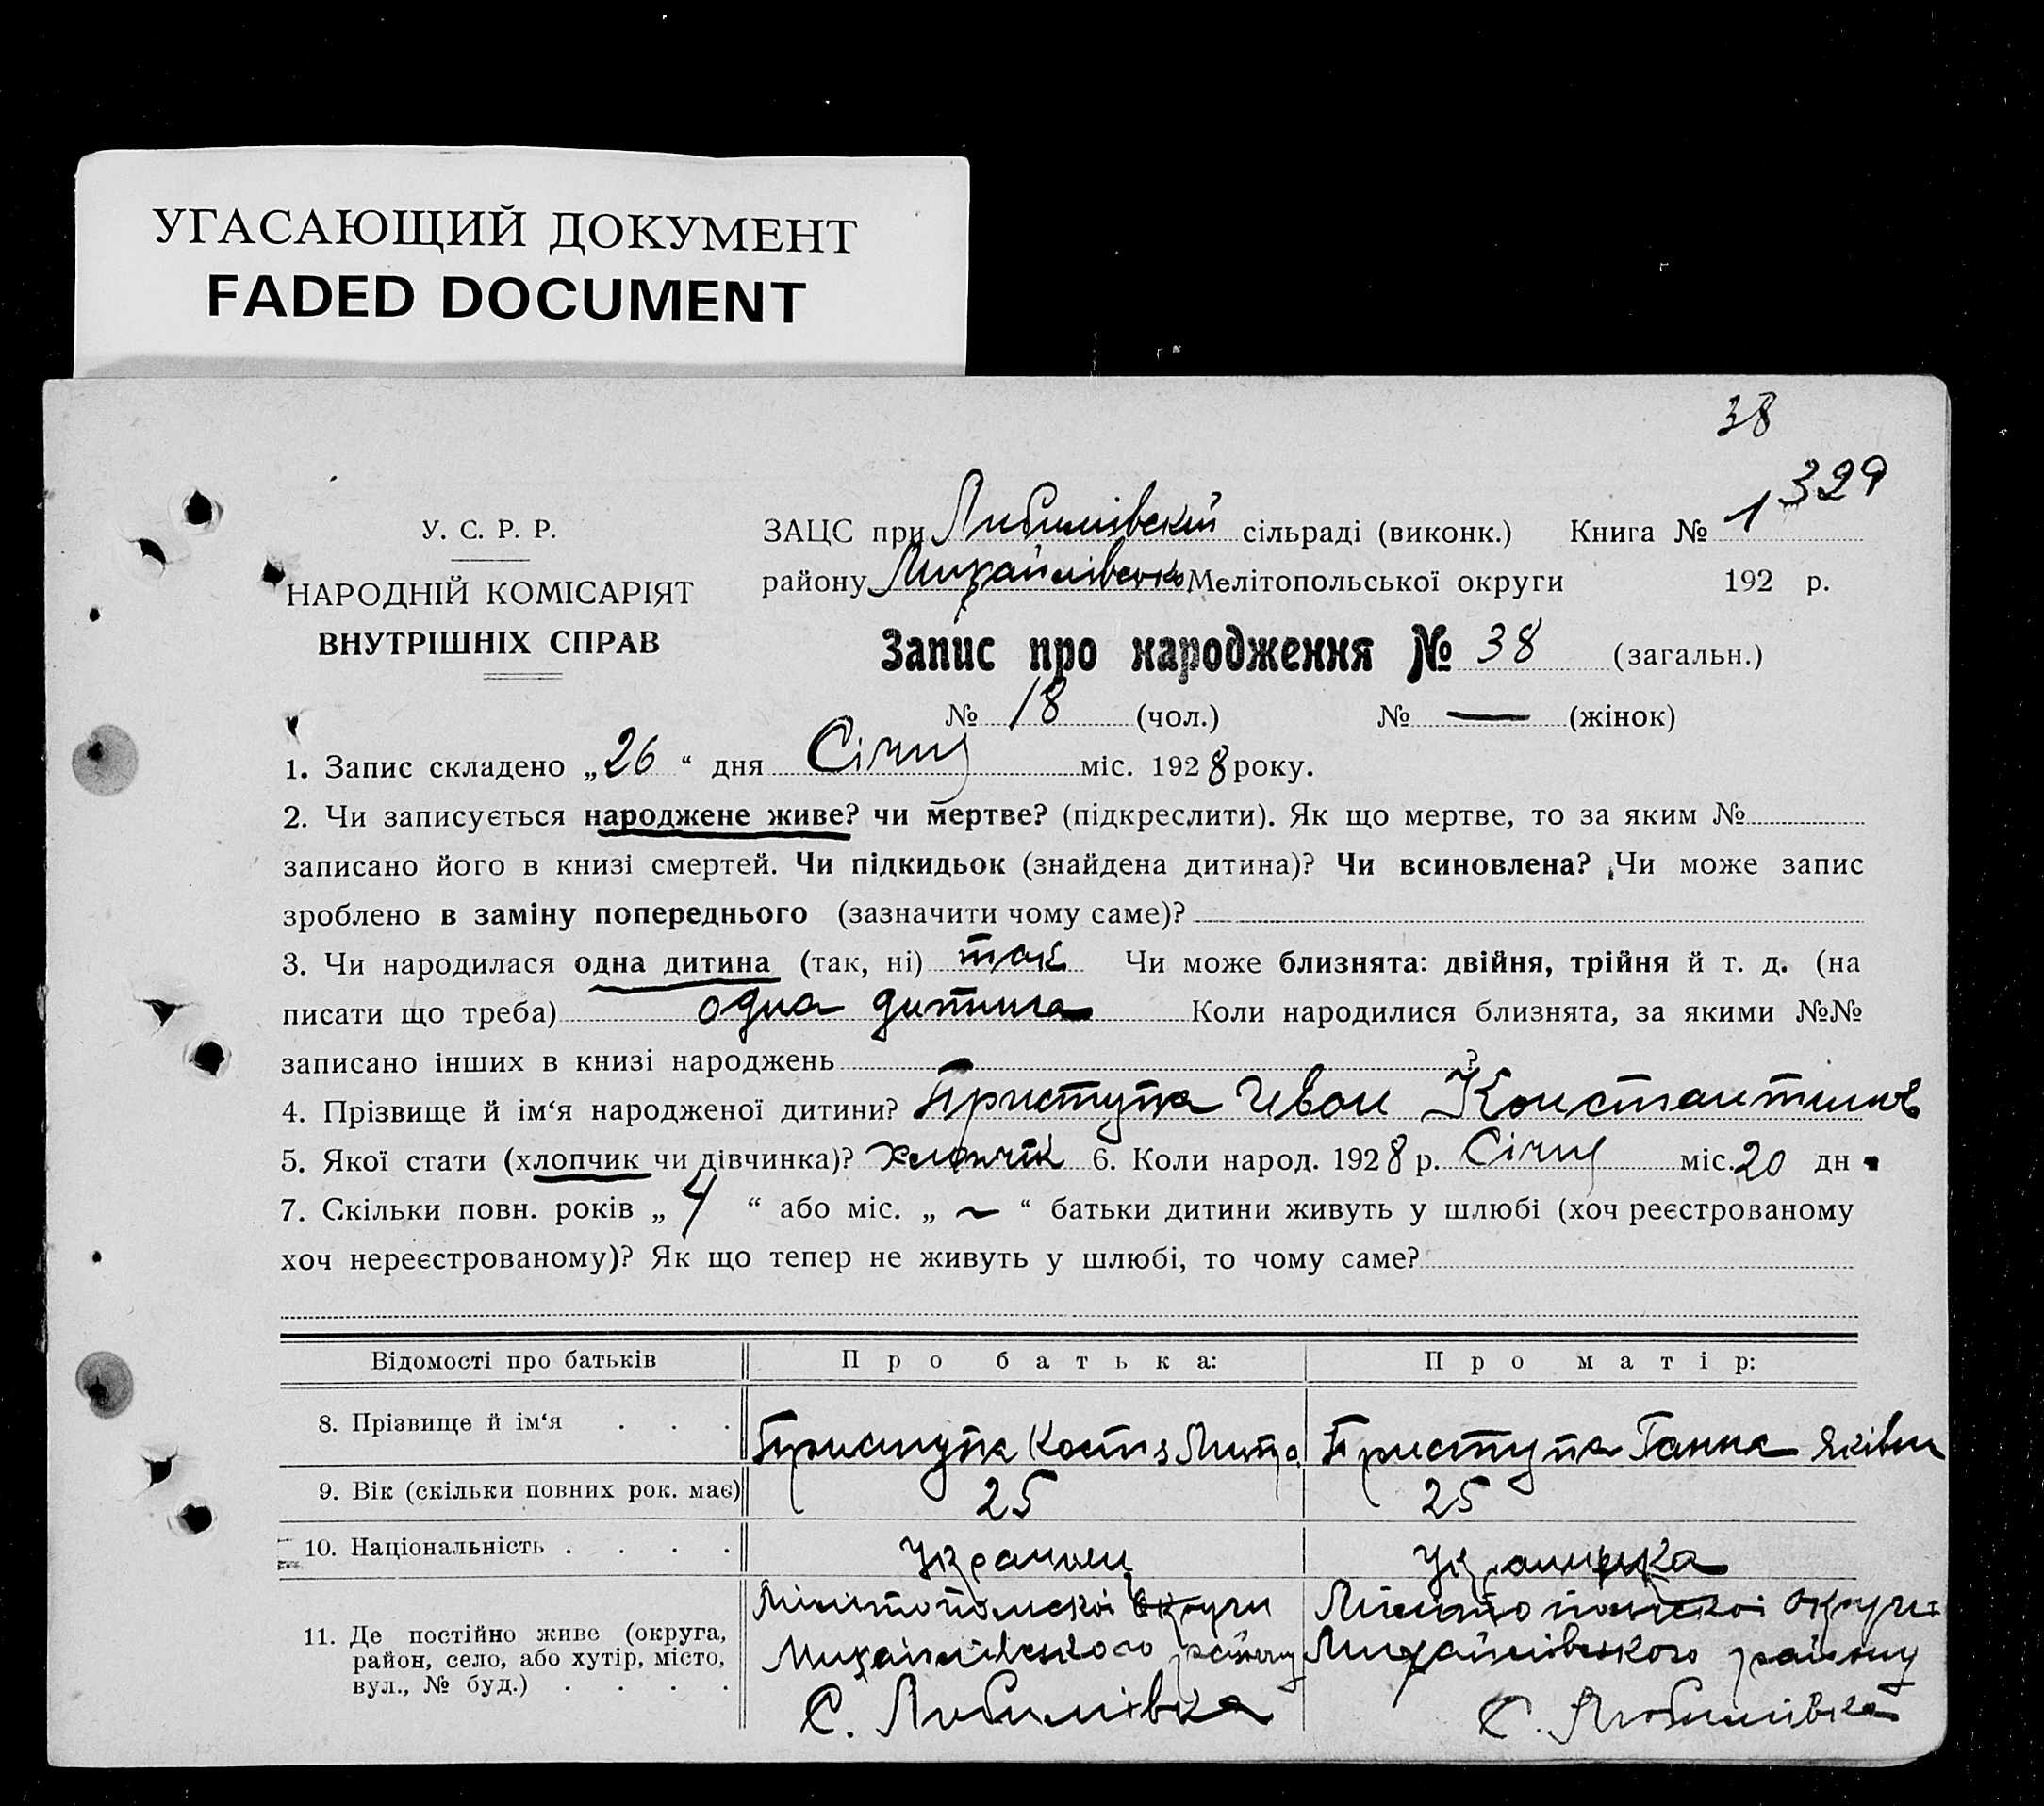 УГАСАЮЩИЙ ДОКУМЕНТ
FADED DOCUMENT
38
329
У. С. Р. Р.
НАРОДНІЙ КОМІСАРІЯТ
ВНУТРІШНІХ СПРАВ
ЗАЦС при Любимівскій сільраді (виконк.) Книга № 1
району Михайлівсько Мелітопольської округи 192 р.
Запис про народження № 38 (загальн.)
№ 18 (чол.) № — (жінок)
1. Запис складено „26“ дня Січня міс. 1928 року.
2. Чи записується народжене живе? чи мертве? (підкреслити). Як що мертве, то за яким №
записано його в книзі смертей. Чи підкидьок (знайдена дитина)? Чи всиновлена? Чи може запис
зроблено в заміну попереднього (зазначити чому саме)?
3. Чи народилася одна дитина (так, ні) так Чи може близнята: двійня, трійня й т. д. (на
писати що треба) одна дитина Коли народилися близнята, за якими №№
записано інших в книзі народжень ?
4. Прізвище й ім‘я народженої дитини? Приступа Іван Константинов
5. Якої стати (хлопчик чи дівчинка)? хлопчік 6. Коли народ. 1928 р. Січня міс. 20 дн
7. Скільки повн. років „4“ або міс. „~“ батьки дитини живуть у шлюбі (хоч реєстрованому
хоч нереєстрованому)? Як що тепер не живуть у шлюбі, то чому саме?
Відомості про батьків Про батька: Про матір:
8. Прізвище й ім‘я . . . Приступа Приступа Ганна Яківна
9. Вік (скільки повних рок. має) 25 25
10. Національність . . . . Українец Українка
11. Де постійно живе (округа, район, село, або хутір, місто, вул., № буд.) . . . .
Мілітопольскоі Округи
Михайлівського району
С. Любимівка
Мілітопольскоі Округи
Михайлівського району
С. Любимівка